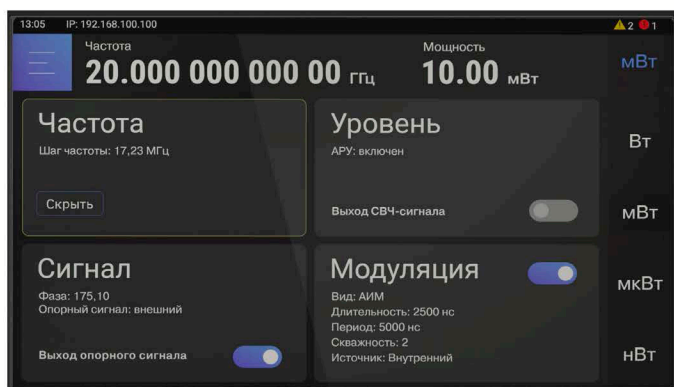 13:05 IP: 192.168.100.100 2 1
Частота
20.000 000 000 000 00 ГГц
Мощность
10.00 мВт
мВт
Частота
Шаг частоты: 17,23 МГц
Скрыть
Уровень
АРУ: включен
Выход СВЧ-сигнала
Сигнал
Фаза: 175,10
Опорный сигнал: внешний
Выход опорного сигнала
Модуляция
Вид: АИМ
Длительность: 2500 нс
Период: 5000 нс
Скважность: 2
Источник: Внутренний
Вт
мВт
мкВт
нВт